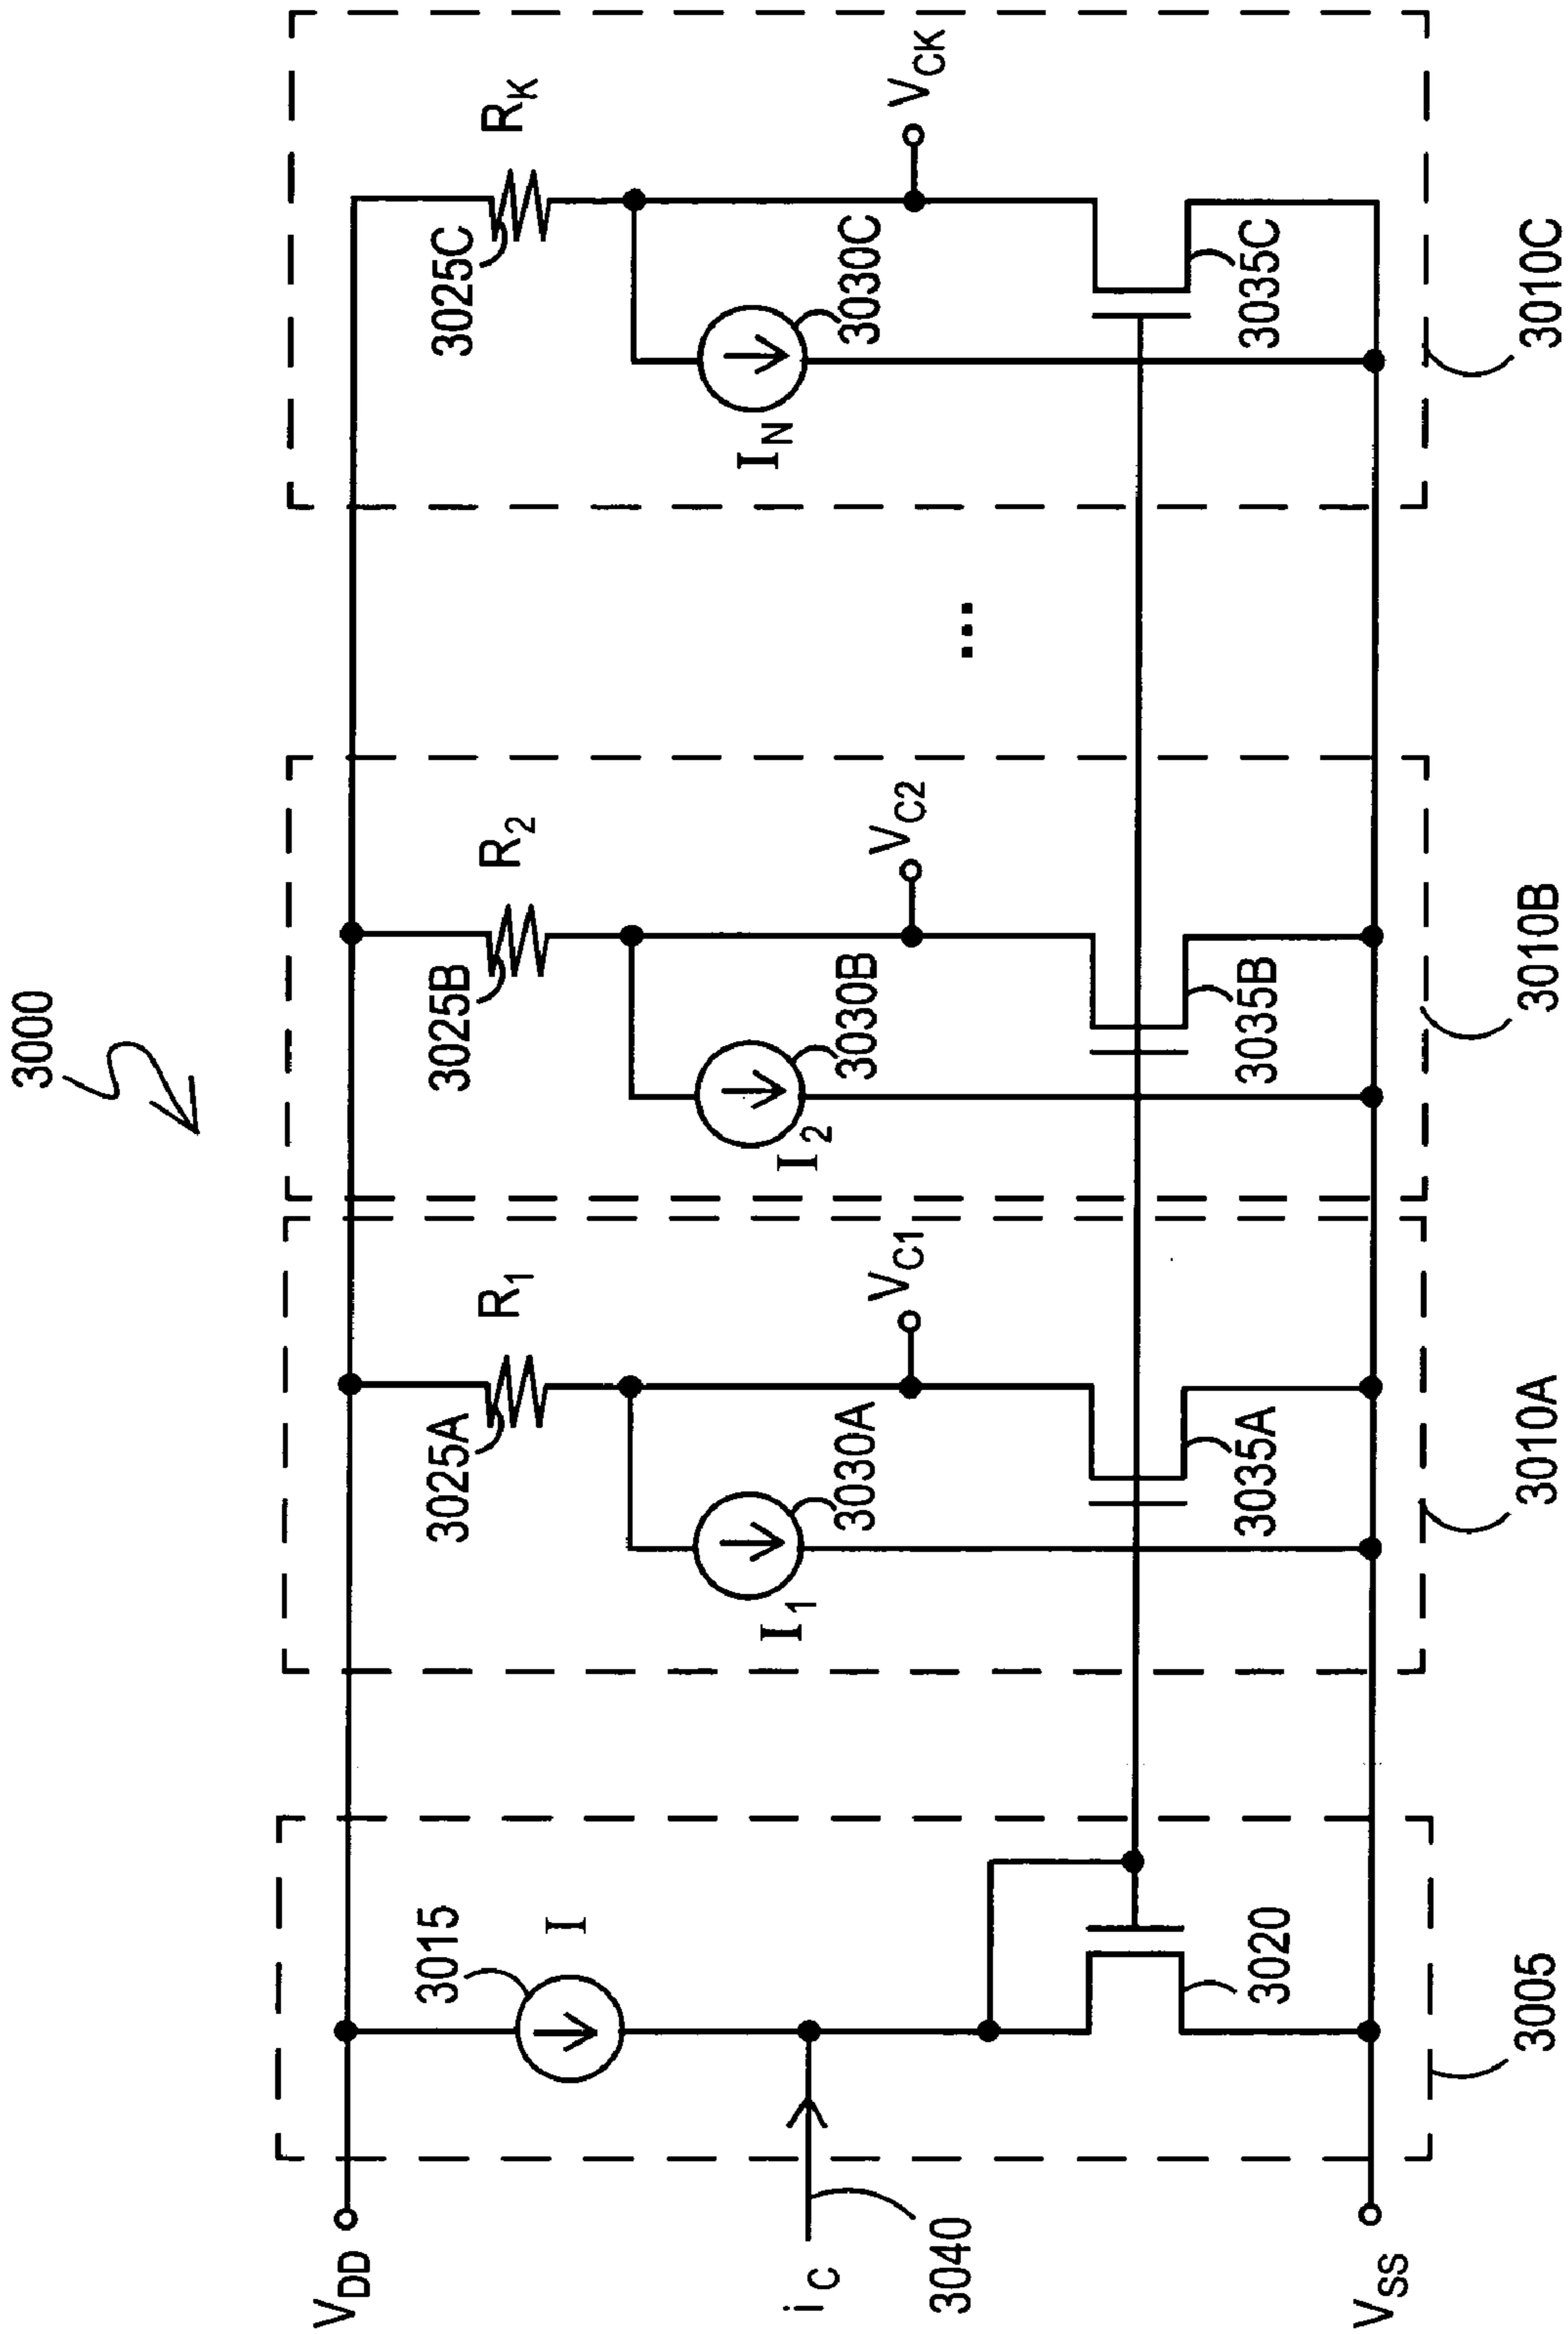 3000
V_DD
3015
I
3025A
R_1
3025B
R_2
3025C
R_K
i_C
3040
I_1
3030A
V_C1
I_2
3030B
V_C2
...
I_N
3030C
V_CK
3020
3035A
3035B
3035C
V_SS
3005
3010A
3010B
3010C